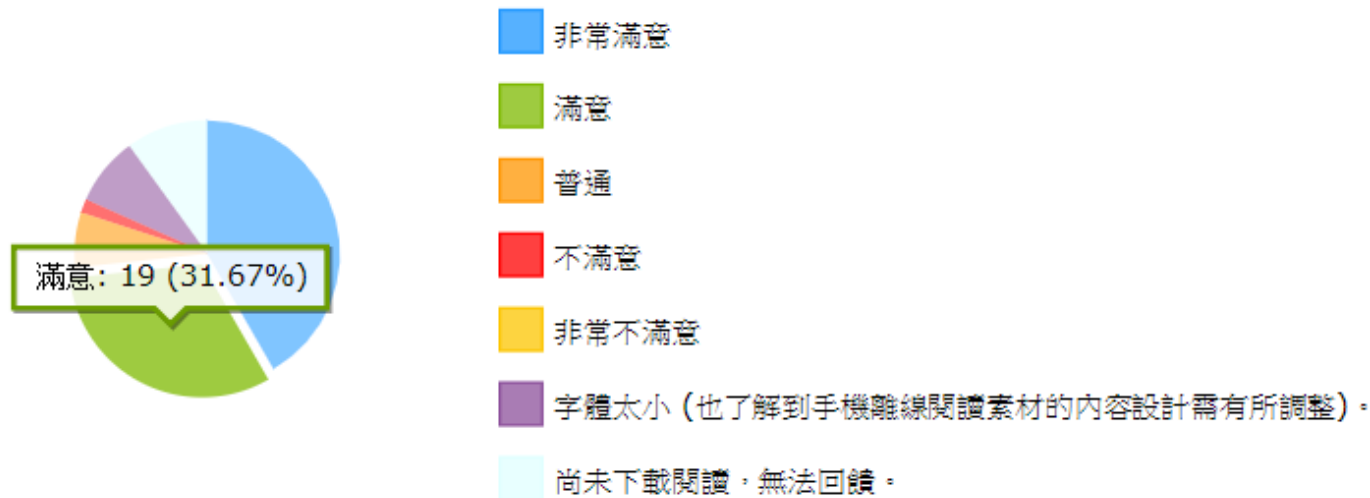 非常滿意
滿意
普通
不滿意
滿意: 19 (31.67%)
非常不滿意
字體太小 (也了解到手機離線閱讀素材的內容設計需有所調整)。
尚未下載閱讀，無法回饋。